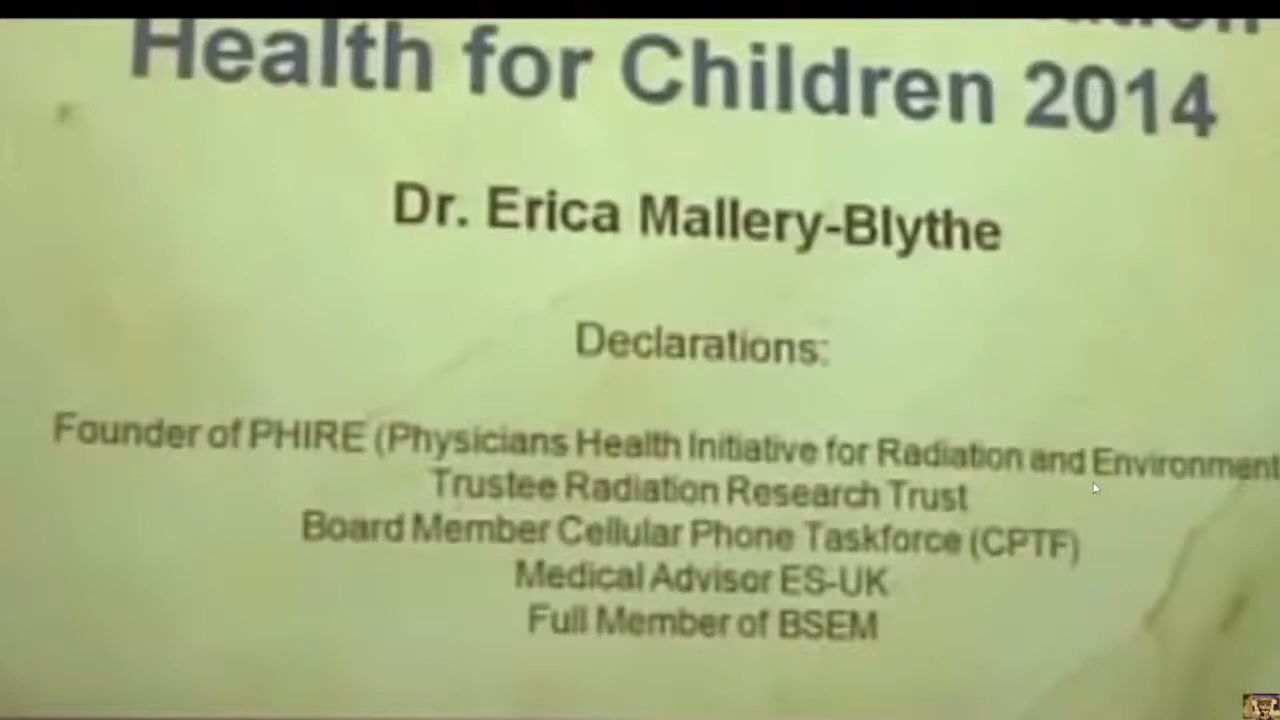 Health for Children 2014
Dr. Erica Mallery-Blythe
Declarations:
Founder of PHIRE (Physicians Health Initiative for Radiation and Environment
Trustee Radiation Research Trust
Board Member Cellular Phone Taskforce (CPTF)
Medical Advisor ES-UK
Full Member of BSEM